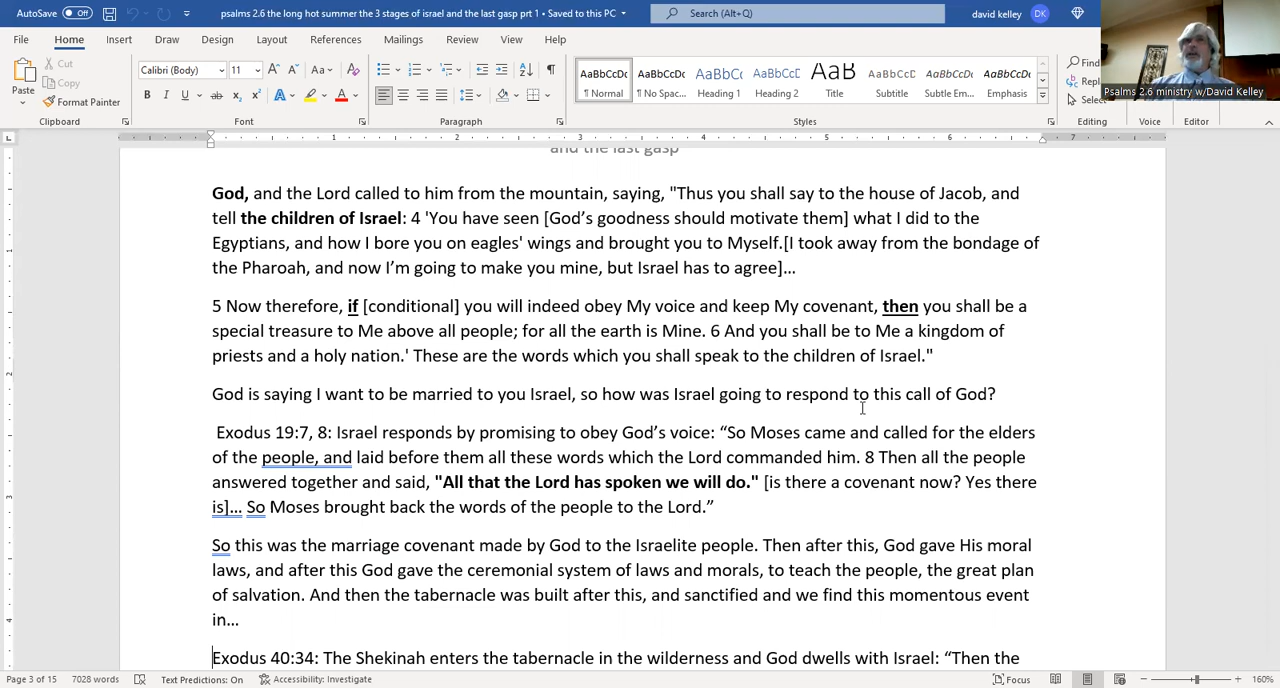 AutoSave Off psalms 2.6 the long hot summer the 3 stages of israel and the last gasp prt 1 • Saved to this PC Search (Alt+Q) david kelley DK
File Home Insert Draw Design Layout References Mailings Review View Help
Paste Cut Copy Format Painter
Calibri (Body) 11
AaBbCcDc AaBbCcDc AaBbCc AaBbCcC AaB AaBbCcC AaBbCcDc AaBbCcDc
¶ Normal ¶ No Spac... Heading 1 Heading 2 Title Subtitle Subtle Em... Emphasis
Find
Repl
Select
Psalms 2.6 ministry w/David Kelley
Clipboard Font Paragraph Styles Editing Voice Editor
and the last gasp
God, and the Lord called to him from the mountain, saying, "Thus you shall say to the house of Jacob, and
tell the children of Israel: 4 'You have seen [God's goodness should motivate them] what I did to the
Egyptians, and how I bore you on eagles' wings and brought you to Myself.[I took away from the bondage of
the Pharoah, and now I'm going to make you mine, but Israel has to agree]...
5 Now therefore, if [conditional] you will indeed obey My voice and keep My covenant, then you shall be a
special treasure to Me above all people; for all the earth is Mine. 6 And you shall be to Me a kingdom of
priests and a holy nation.' These are the words which you shall speak to the children of Israel."
God is saying I want to be married to you Israel, so how was Israel going to respond to this call of God?
Exodus 19:7, 8: Israel responds by promising to obey God's voice: “So Moses came and called for the elders
of the people, and laid before them all these words which the Lord commanded him. 8 Then all the people
answered together and said, "All that the Lord has spoken we will do." [is there a covenant now? Yes there
is]... So Moses brought back the words of the people to the Lord.”
So this was the marriage covenant made by God to the Israelite people. Then after this, God gave His moral
laws, and after this God gave the ceremonial system of laws and morals, to teach the people, the great plan
of salvation. And then the tabernacle was built after this, and sanctified and we find this momentous event
in...
Exodus 40:34: The Shekinah enters the tabernacle in the wilderness and God dwells with Israel: “Then the
Page 3 of 15 7028 words Text Predictions: On Accessibility: Investigate Focus 160%